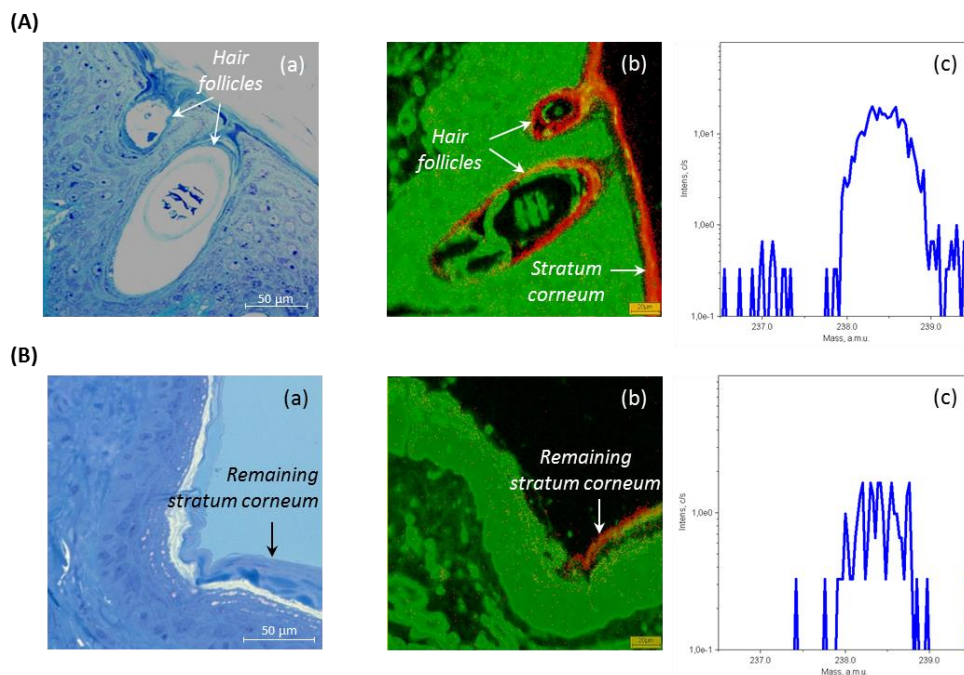 (A)
Hair
follicles
(a)
50 µm
(b)
Hair
follicles
Stratum
corneum
20µm
(c)
Intens, c/s
1,0e1
1,0e0
1,0e-1
237.0 238.0 239.0
Mass, a.m.u.
(B)
(a)
Remaining
stratum corneum
50 µm
(b)
Remaining
stratum corneum
20µm
(c)
Intens, c/s
1,0e0
1,0e-1
237.0 238.0 239.0
Mass, a.m.u.